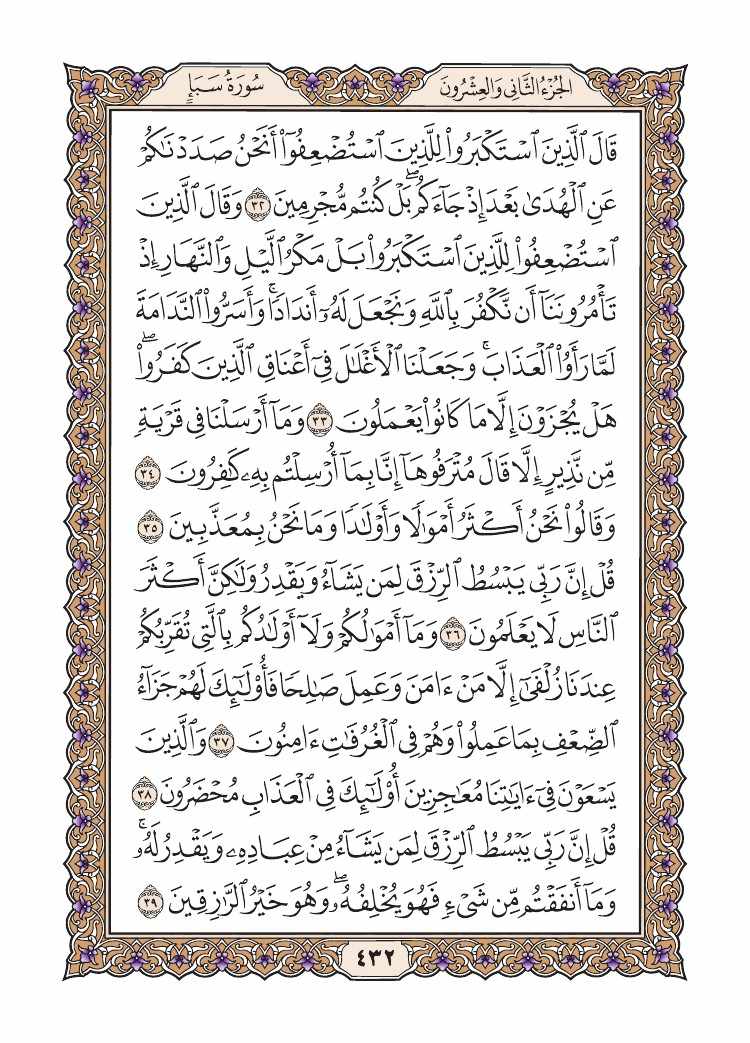 الجُزْءُ الثَّانِي وَالعِشْرُونَ
سُورَةُ سَبَإٍ
قَالَ ٱلَّذِينَ ٱسْتَكْبَرُوا۟ لِلَّذِينَ ٱسْتُضْعِفُوٓا۟ أَنَحْنُ صَدَدْنَٰكُمْ
عَنِ ٱلْهُدَىٰ بَعْدَ إِذْ جَآءَكُم ۖ بَلْ كُنتُم مُّجْرِمِينَ ٣٢ وَقَالَ ٱلَّذِينَ
ٱسْتُضْعِفُوا۟ لِلَّذِينَ ٱسْتَكْبَرُوا۟ بَلْ مَكْرُ ٱلَّيْلِ وَٱلنَّهَارِ إِذْ
تَأْمُرُونَنَآ أَن نَّكْفُرَ بِٱللَّهِ وَنَجْعَلَ لَهُۥٓ أَندَادًا ۚ وَأَسَرُّوا۟ ٱلنَّدَامَةَ
لَمَّا رَأَوُا۟ ٱلْعَذَابَ ۚ وَجَعَلْنَا ٱلْأَغْلَٰلَ فِىٓ أَعْنَاقِ ٱلَّذِينَ كَفَرُوا۟ ۖ
هَلْ يُجْزَوْنَ إِلَّا مَا كَانُوا۟ يَعْمَلُونَ ٣٣ وَمَآ أَرْسَلْنَا فِى قَرْيَةٍ
مِّن نَّذِيرٍ إِلَّا قَالَ مُتْرَفُوهَآ إِنَّا بِمَآ أُرْسِلْتُم بِهِۦ كَٰفِرُونَ ٣٤
وَقَالُوا۟ نَحْنُ أَكْثَرُ أَمْوَٰلًا وَأَوْلَٰدًا وَمَا نَحْنُ بِمُعَذَّبِينَ ٣٥
قُلْ إِنَّ رَبِّى يَبْسُطُ ٱلرِّزْقَ لِمَن يَشَآءُ وَيَقْدِرُ وَلَٰكِنَّ أَكْثَرَ
ٱلنَّاسِ لَا يَعْلَمُونَ ٣٦ وَمَآ أَمْوَٰلُكُمْ وَلَآ أَوْلَٰدُكُم بِٱلَّتِى تُقَرِّبُكُمْ
عِندَنَا زُلْفَىٰٓ إِلَّا مَنْ ءَامَنَ وَعَمِلَ صَٰلِحًا فَأُو۟لَٰٓئِكَ لَهُمْ جَزَآءُ
ٱلضِّعْفِ بِمَا عَمِلُوا۟ وَهُمْ فِى ٱلْغُرُفَٰتِ ءَامِنُونَ ٣٧ وَٱلَّذِينَ
يَسْعَوْنَ فِىٓ ءَايَٰتِنَا مُعَٰجِزِينَ أُو۟لَٰٓئِكَ فِى ٱلْعَذَابِ مُحْضَرُونَ ٣٨
قُلْ إِنَّ رَبِّى يَبْسُطُ ٱلرِّزْقَ لِمَن يَشَآءُ مِنْ عِبَادِهِۦ وَيَقْدِرُ لَهُۥ ۚ
وَمَآ أَنفَقْتُم مِّن شَىْءٍ فَهُوَ يُخْلِفُهُۥ ۖ وَهُوَ خَيْرُ ٱلرَّٰزِقِينَ ٣٩
٤٣٢